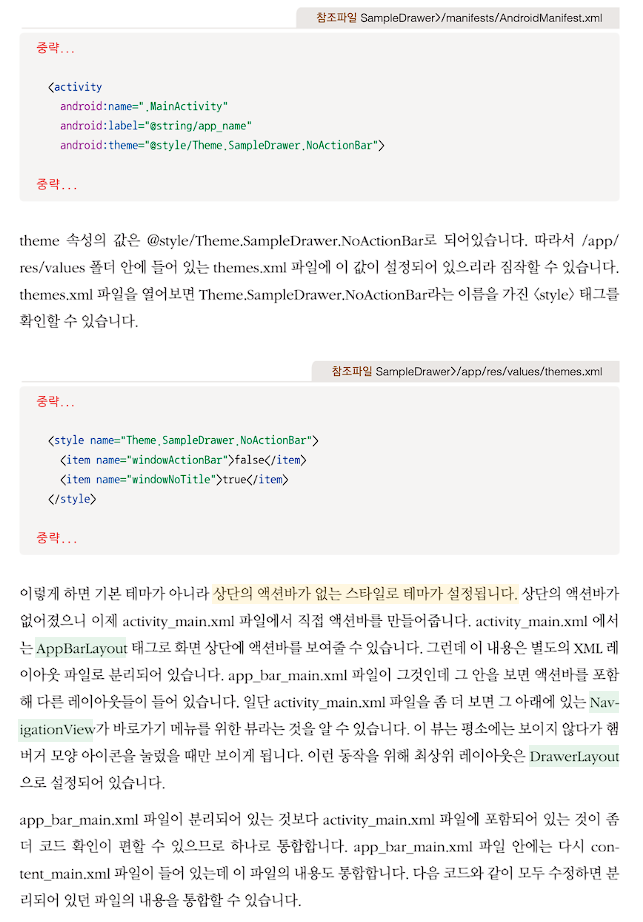 참조파일 SampleDrawer>/manifests/AndroidManifest.xml
중략...
<activity
android:name=".MainActivity"
android:label="@string/app_name"
android:theme="@style/Theme.SampleDrawer.NoActionBar">
중략...
theme 속성의 값은 @style/Theme.SampleDrawer.NoActionBar로 되어있습니다. 따라서 /app/
res/values 폴더 안에 들어 있는 themes.xml 파일에 이 값이 설정되어 있으리라 짐작할 수 있습니다.
themes.xml 파일을 열어보면 Theme.SampleDrawer.NoActionBar라는 이름을 가진 〈style〉 태그를
확인할 수 있습니다.
참조파일 SampleDrawer>/app/res/values/themes.xml
중략...
<style name="Theme.SampleDrawer.NoActionBar">
<item name="windowActionBar">false</item>
<item name="windowNoTitle">true</item>
</style>
중략...
이렇게 하면 기본 테마가 아니라 상단의 액션바가 없는 스타일로 테마가 설정됩니다. 상단의 액션바가
없어졌으니 이제 activity_main.xml 파일에서 직접 액션바를 만들어줍니다. activity_main.xml 에서
는 AppBarLayout 태그로 화면 상단에 액션바를 보여줄 수 있습니다. 그런데 이 내용은 별도의 XML 레
이아웃 파일로 분리되어 있습니다. app_bar_main.xml 파일이 그것인데 그 안을 보면 액션바를 포함
해 다른 레이아웃들이 들어 있습니다. 일단 activity_main.xml 파일을 좀 더 보면 그 아래에 있는 Nav-
igationView가 바로가기 메뉴를 위한 뷰라는 것을 알 수 있습니다. 이 뷰는 평소에는 보이지 않다가 햄
버거 모양 아이콘을 눌렀을 때만 보이게 됩니다. 이런 동작을 위해 최상위 레이아웃은 DrawerLayout
으로 설정되어 있습니다.
app_bar_main.xml 파일이 분리되어 있는 것보다 activity_main.xml 파일에 포함되어 있는 것이 좀
더 코드 확인이 편할 수 있으므로 하나로 통합합니다. app_bar_main.xml 파일 안에는 다시 con-
tent_main.xml 파일이 들어 있는데 이 파일의 내용도 통합합니다. 다음 코드와 같이 모두 수정하면 분
리되어 있던 파일의 내용을 통합할 수 있습니다.